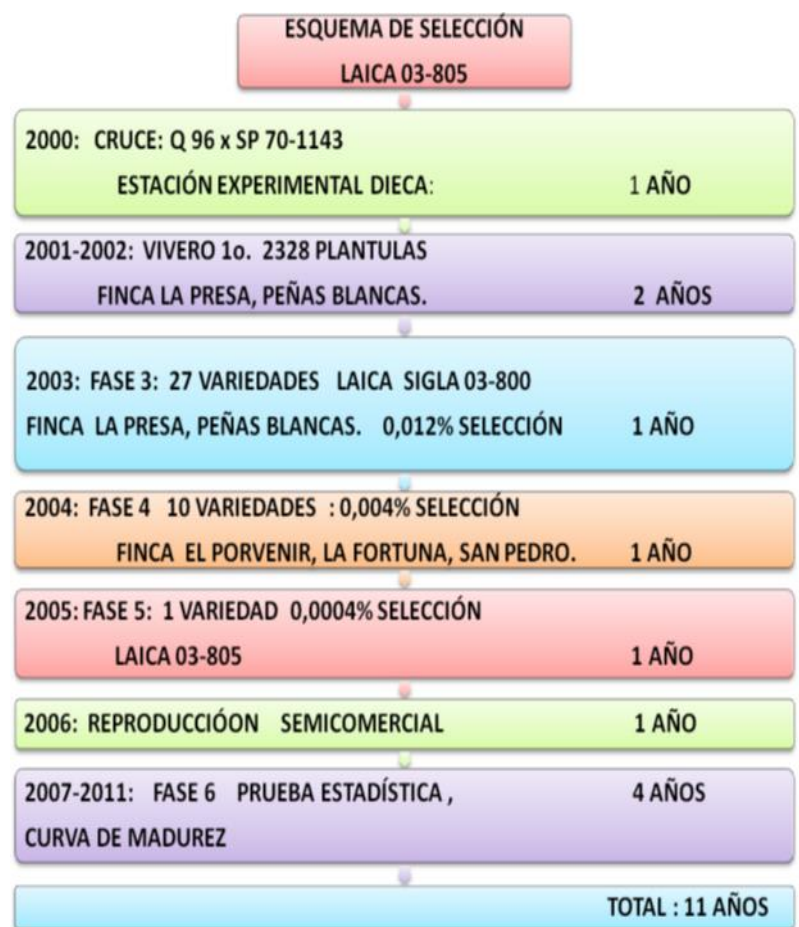 ESQUEMA DE SELECCIÓN
LAICA 03-805
2000: CRUCE: Q 96 x SP 70-1143
ESTACIÓN EXPERIMENTAL DIECA: 1 AÑO
2001-2002: VIVERO 1o. 2328 PLANTULAS
FINCA LA PRESA, PEÑAS BLANCAS. 2 AÑOS
2003: FASE 3: 27 VARIEDADES LAICA SIGLA 03-800
FINCA LA PRESA, PEÑAS BLANCAS. 0,012% SELECCIÓN 1 AÑO
2004: FASE 4 10 VARIEDADES : 0,004% SELECCIÓN
FINCA EL PORVENIR, LA FORTUNA, SAN PEDRO. 1 AÑO
2005: FASE 5: 1 VARIEDAD 0,0004% SELECCIÓN
LAICA 03-805 1 AÑO
2006: REPRODUCCIÓON SEMICOMERCIAL 1 AÑO
2007-2011: FASE 6 PRUEBA ESTADÍSTICA , 4 AÑOS
CURVA DE MADUREZ
TOTAL : 11 AÑOS